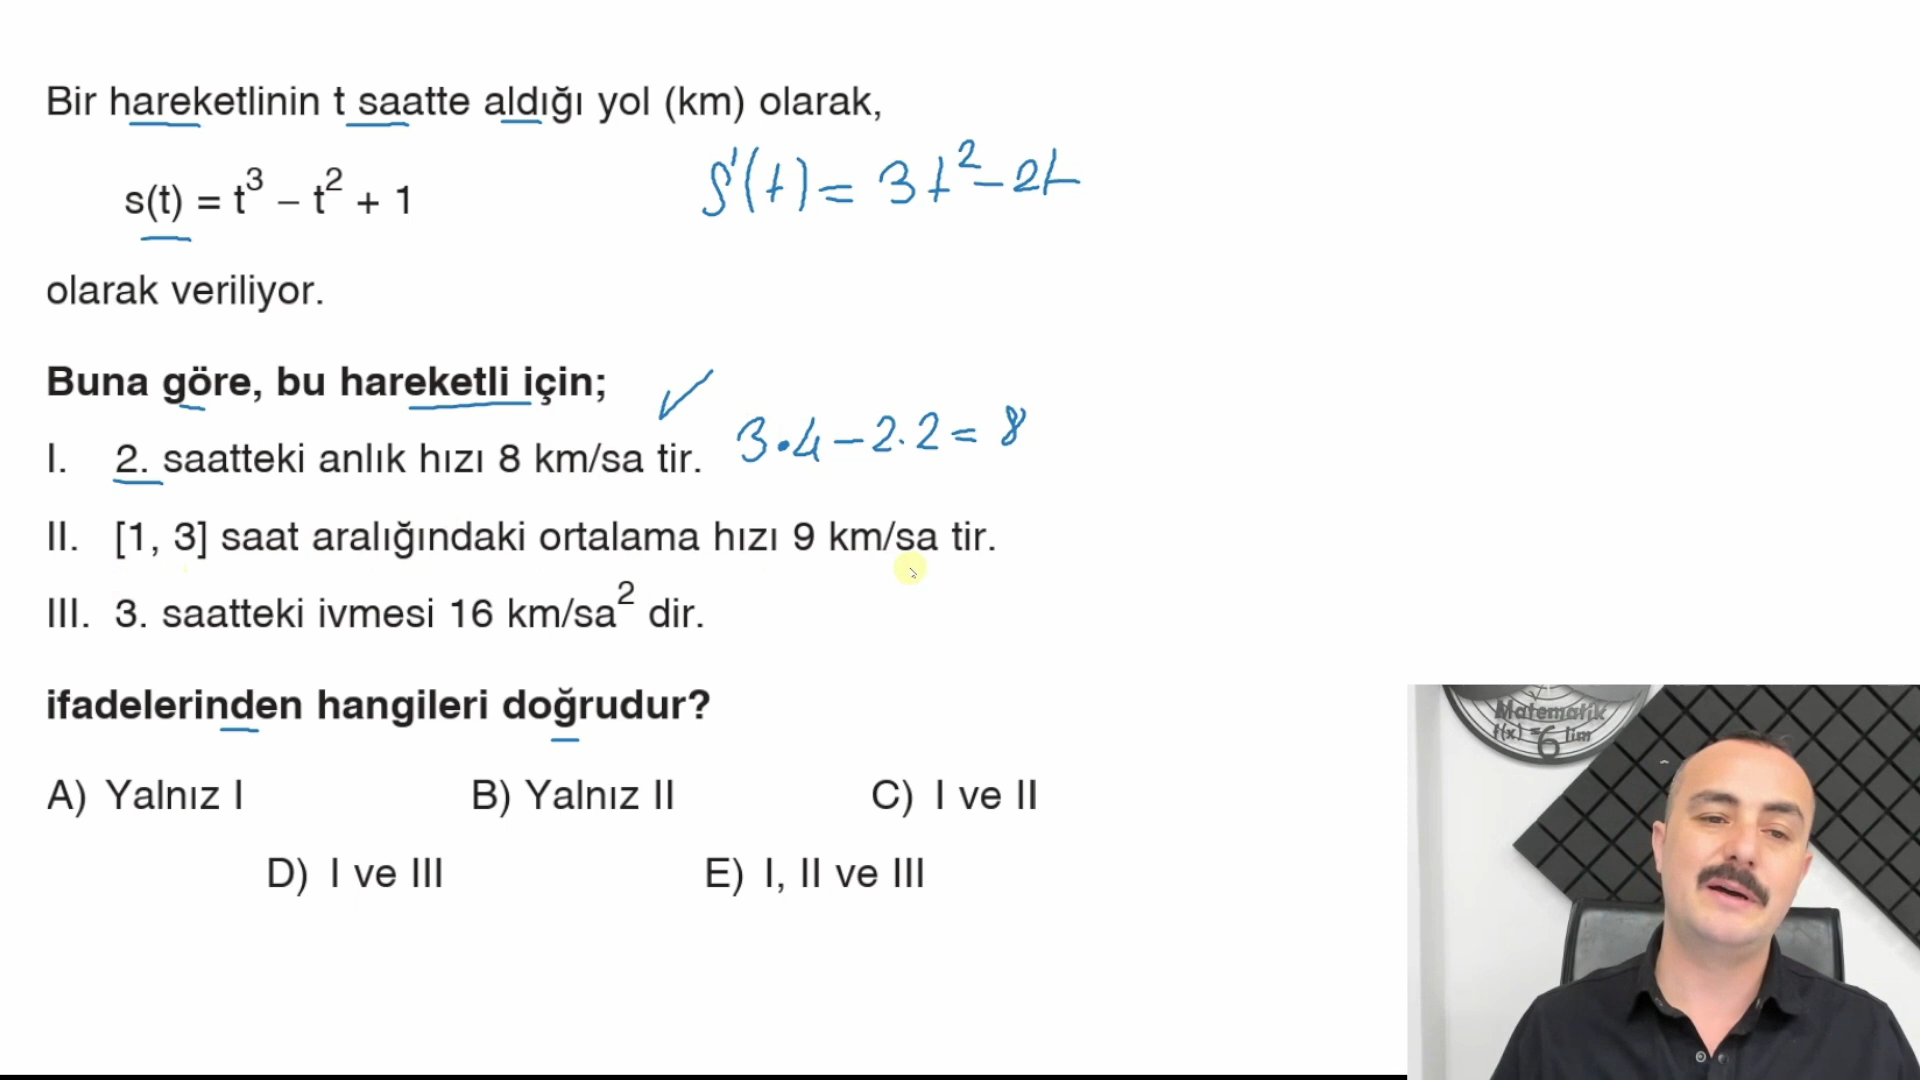 Bir hareketlinin t saatte aldığı yol (km) olarak,
s(t) = t³ – t² + 1
s'(t) = 3t² – 2t
olarak veriliyor.
Buna göre, bu hareketli için;
I. 2. saatteki anlık hızı 8 km/sa tir.
3·4 – 2.2 = 8
II. [1, 3] saat aralığındaki ortalama hızı 9 km/sa tir.
III. 3. saatteki ivmesi 16 km/sa² dir.
ifadelerinden hangileri doğrudur?
A) Yalnız I B) Yalnız II C) I ve II
D) I ve III E) I, II ve III
Matematik
f(x) = 6 lim